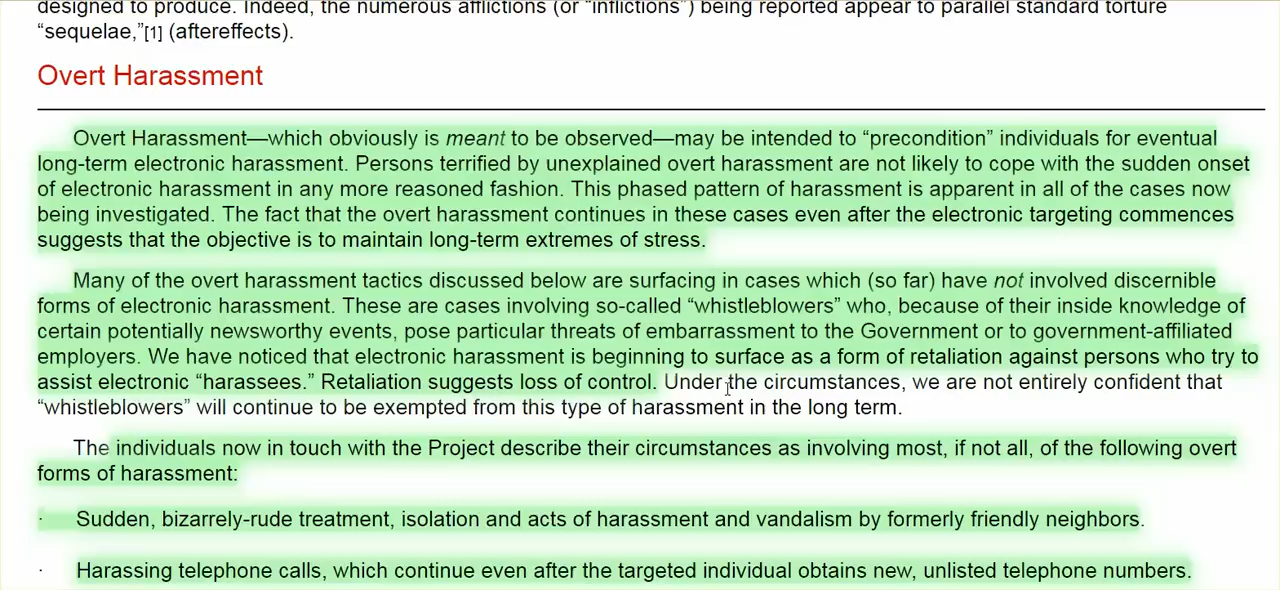 designed to produce. Indeed, the numerous afflictions (or “inflictions”) being reported appear to parallel standard torture
“sequelae,”[1] (aftereffects).
Overt Harassment
Overt Harassment—which obviously is meant to be observed—may be intended to “precondition” individuals for eventual
long-term electronic harassment. Persons terrified by unexplained overt harassment are not likely to cope with the sudden onset
of electronic harassment in any more reasoned fashion. This phased pattern of harassment is apparent in all of the cases now
being investigated. The fact that the overt harassment continues in these cases even after the electronic targeting commences
suggests that the objective is to maintain long-term extremes of stress.
Many of the overt harassment tactics discussed below are surfacing in cases which (so far) have not involved discernible
forms of electronic harassment. These are cases involving so-called “whistleblowers” who, because of their inside knowledge of
certain potentially newsworthy events, pose particular threats of embarrassment to the Government or to government-affiliated
employers. We have noticed that electronic harassment is beginning to surface as a form of retaliation against persons who try to
assist electronic “harassees.” Retaliation suggests loss of control. Under the circumstances, we are not entirely confident that
“whistleblowers” will continue to be exempted from this type of harassment in the long term.
The individuals now in touch with the Project describe their circumstances as involving most, if not all, of the following overt
forms of harassment:
· Sudden, bizarrely-rude treatment, isolation and acts of harassment and vandalism by formerly friendly neighbors.
· Harassing telephone calls, which continue even after the targeted individual obtains new, unlisted telephone numbers.